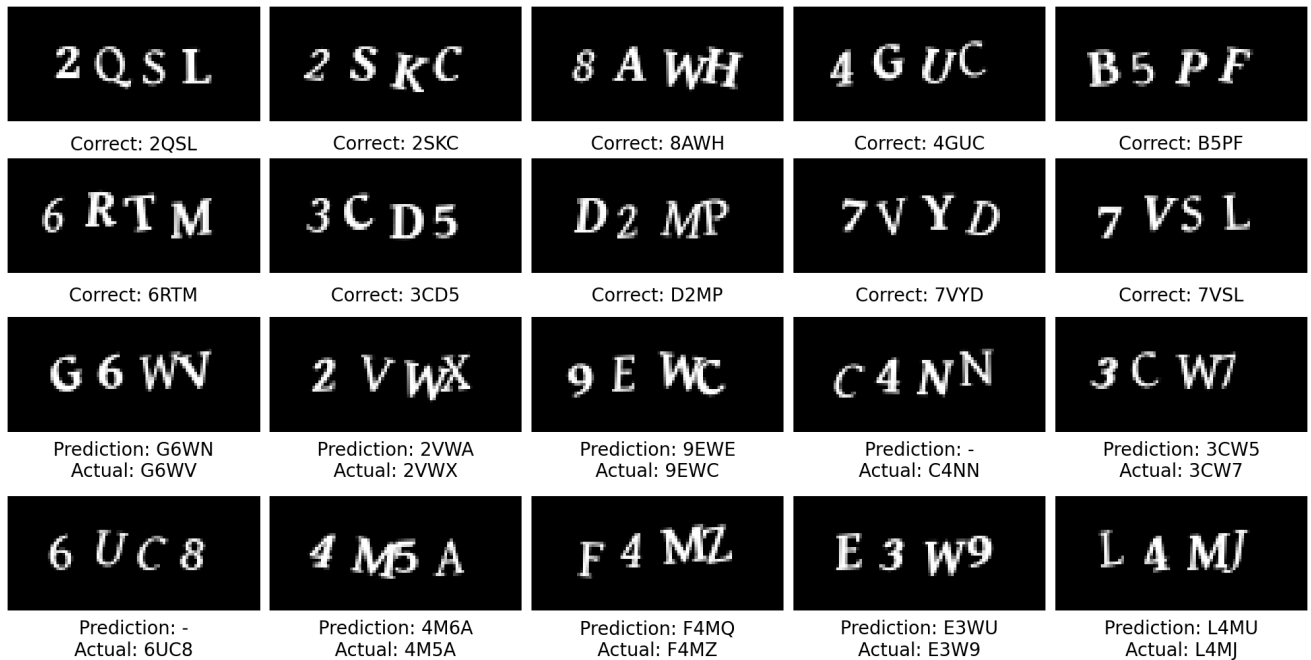 2QSL 2SKC 8AWH 4GUC B5PF
Correct: 2QSL Correct: 2SKC Correct: 8AWH Correct: 4GUC Correct: B5PF
6RTM 3CD5 D2MP 7VYD 7VSL
Correct: 6RTM Correct: 3CD5 Correct: D2MP Correct: 7VYD Correct: 7VSL
G6WV 2VWX 9EWC C4NN 3CW7
Prediction: G6WN Prediction: 2VWA Prediction: 9EWE Prediction: - Prediction: 3CW5
Actual: G6WV Actual: 2VWX Actual: 9EWC Actual: C4NN Actual: 3CW7
6UC8 4M5A F4MZ E3W9 L4MJ
Prediction: - Prediction: 4M6A Prediction: F4MQ Prediction: E3WU Prediction: L4MU
Actual: 6UC8 Actual: 4M5A Actual: F4MZ Actual: E3W9 Actual: L4MJ